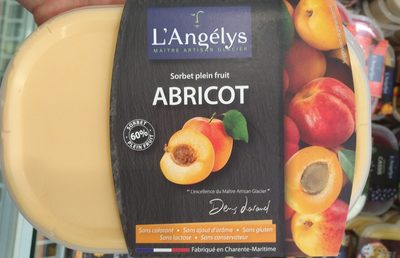 L'Angélys
MAÎTRE ARTISAN GLACIER
Sorbet plein fruit
ABRICOT
SORBET
60%
PLEIN FRUIT
"L'excellence du Maître Artisan Glacier"
Sans colorant • Sans ajout d'arôme • Sans gluten
Sans lactose • Sans conservateur
Fabriqué en Charente-Maritime